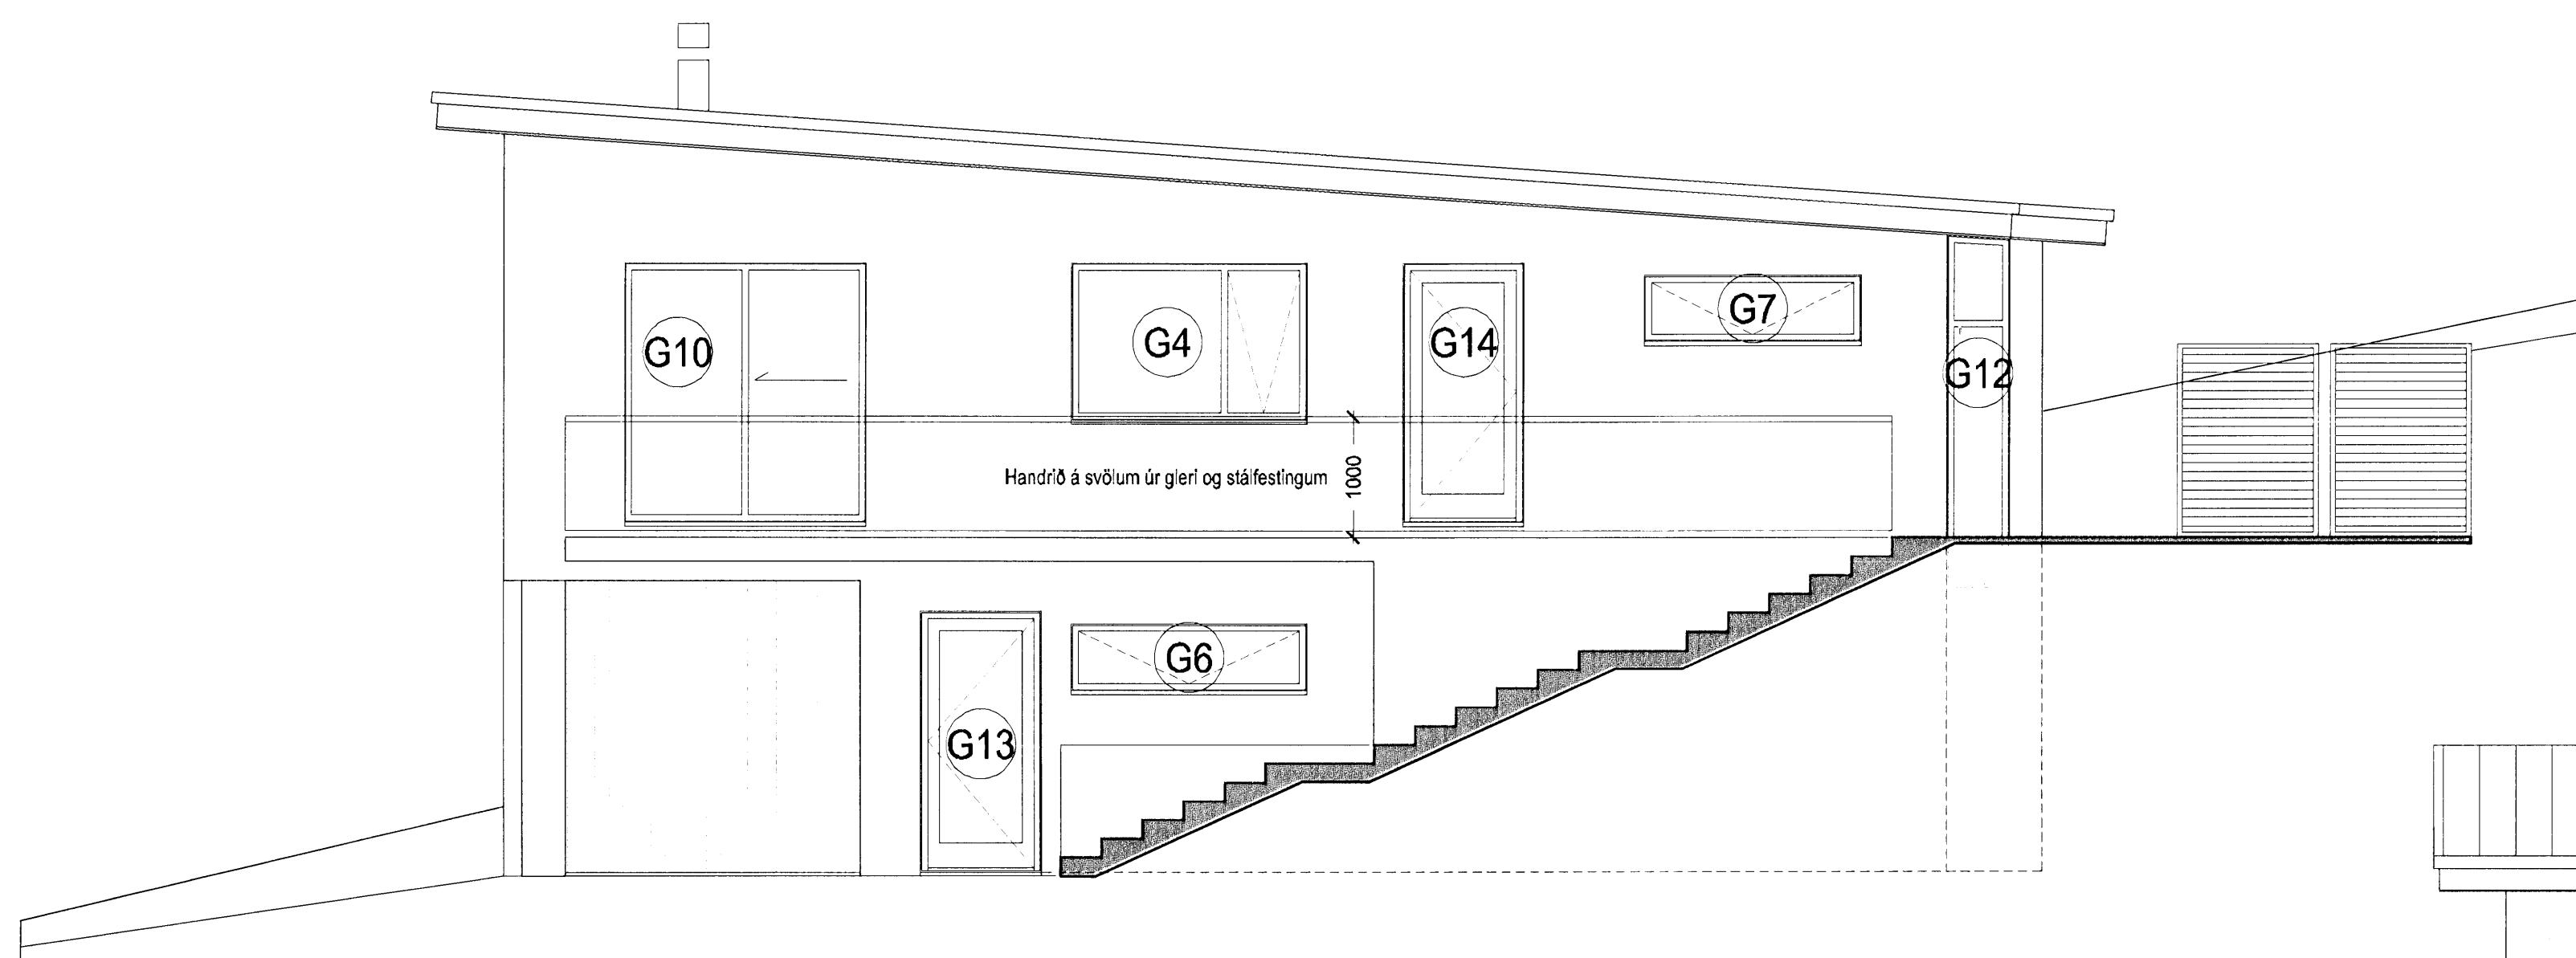 G10
G4
G14
G7
G12
Handrið á svölum úr gleri og stálfestingum
1000
G6
G13